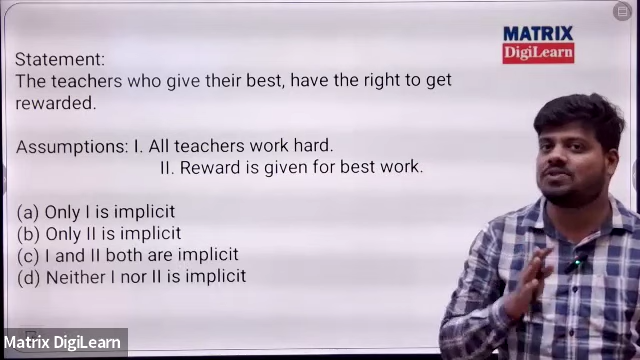 MATRIX
DigiLearn
Statement:
The teachers who give their best, have the right to get
rewarded.
Assumptions: I. All teachers work hard.
II. Reward is given for best work.
(a) Only I is implicit
(b) Only II is implicit
(c) I and II both are implicit
(d) Neither I nor II is implicit
Matrix DigiLearn